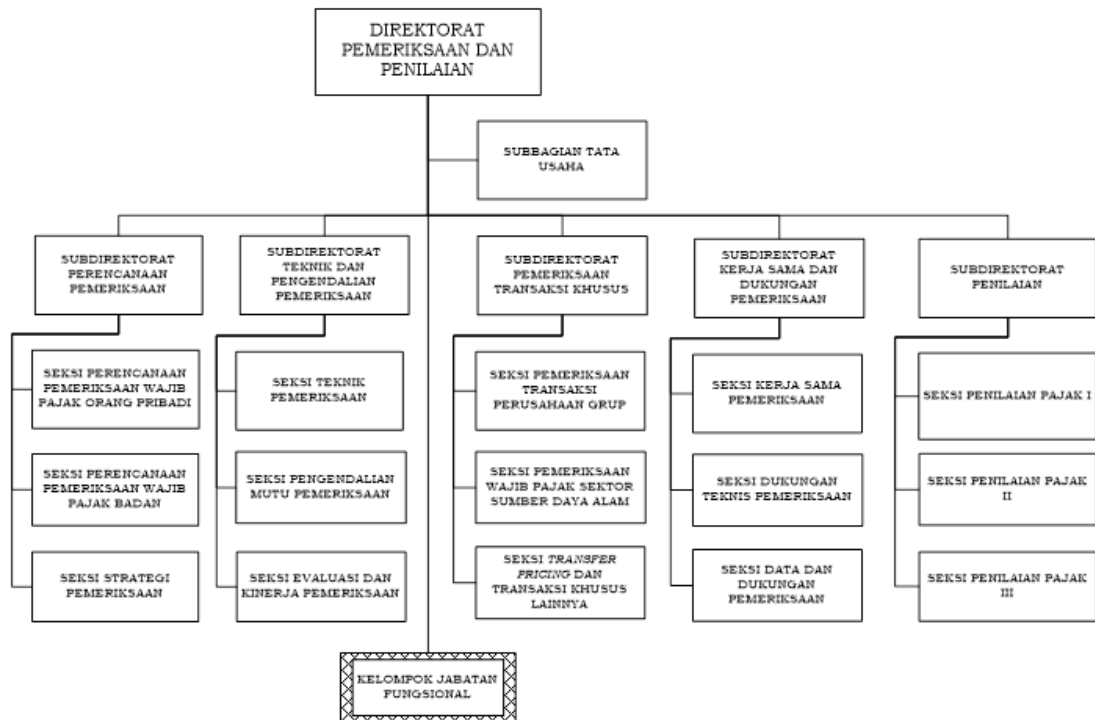 DIREKTORAT
PEMERIKSAAN DAN
PENILAIAN
SUBBAGIAN TATA
USAHA
SUBDIREKTORAT
PERENCANAAN
PEMERIKSAAN
SUBDIREKTORAT
TEKNIK DAN
PENGENDALIAN
PEMERIKSAAN
SUBDIREKTORAT
PEMERIKSAAN
TRANSAKSI KHUSUS
SUBDIREKTORAT
KERJA SAMA DAN
DUKUNGAN
PEMERIKSAAN
SUBDIREKTORAT
PENILAIAN
SEKSI PERENCANAAN
PEMERIKSAAN WAJIB
PAJAK ORANG PRIBADI
SEKSI TEKNIK
PEMERIKSAAN
SEKSI PEMERIKSAAN
TRANSAKSI
PERUSAHAAN GRUP
SEKSI KERJA SAMA
PEMERIKSAAN
SEKSI PENILAIAN PAJAK I
SEKSI PERENCANAAN
PEMERIKSAAN WAJIB
PAJAK BADAN
SEKSI PENGENDALIAN
MUTU PEMERIKSAAN
SEKSI PEMERIKSAAN
WAJIB PAJAK SEKTOR
SUMBER DAYA ALAM
SEKSI DUKUNGAN
TEKNIS PEMERIKSAAN
SEKSI PENILAIAN PAJAK
II
SEKSI STRATEGI
PEMERIKSAAN
SEKSI EVALUASI DAN
KINERJA PEMERIKSAAN
SEKSI TRANSFER
PRICING DAN
TRANSAKSI KHUSUS
LAINNYA
SEKSI DATA DAN
DUKUNGAN
PEMERIKSAAN
SEKSI PENILAIAN PAJAK
III
KELOMPOK JABATAN
FUNGSIONAL